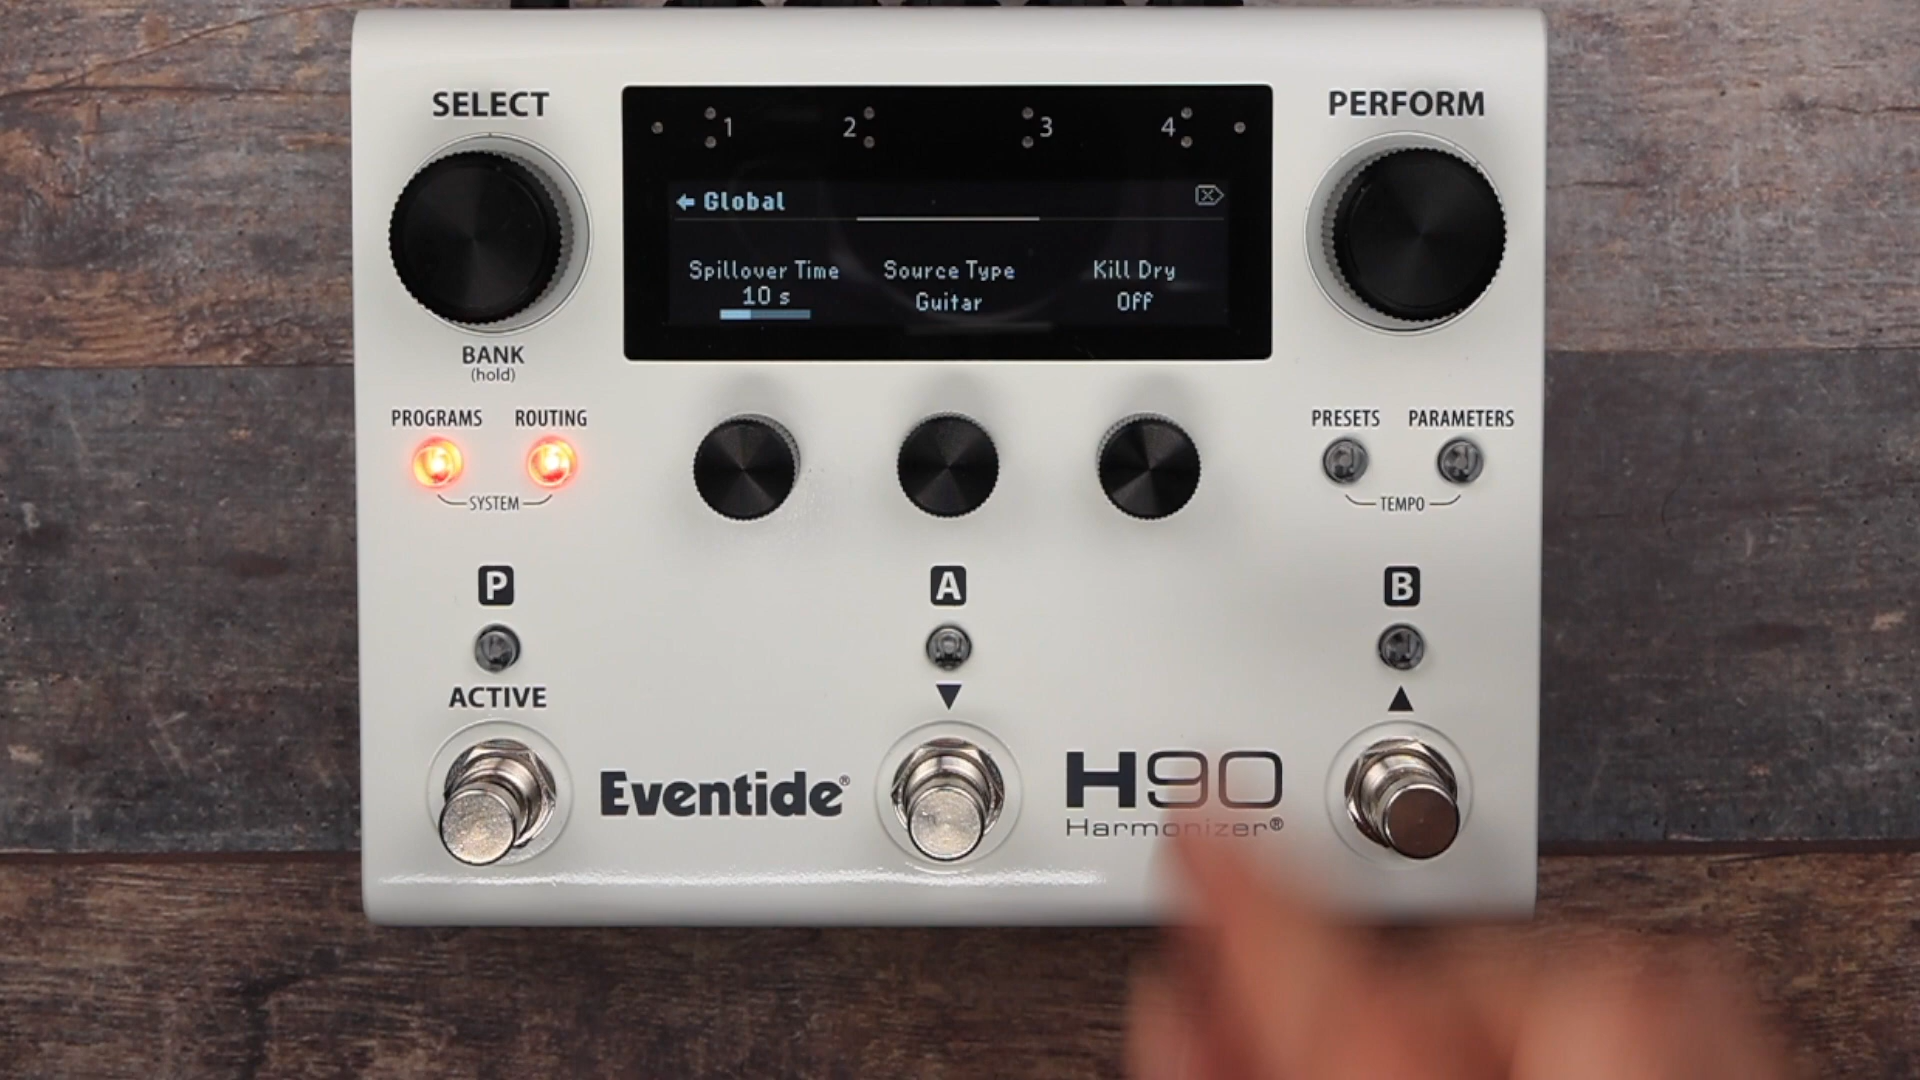 SELECT
PERFORM
1
2
3
4
Global
Spillover Time
10 s
Source Type
Guitar
Kill Dry
Off
BANK
(hold)
PROGRAMS
ROUTING
SYSTEM
PRESETS
PARAMETERS
TEMPO
P
A
B
ACTIVE
Eventide®
H90
Harmonizer®